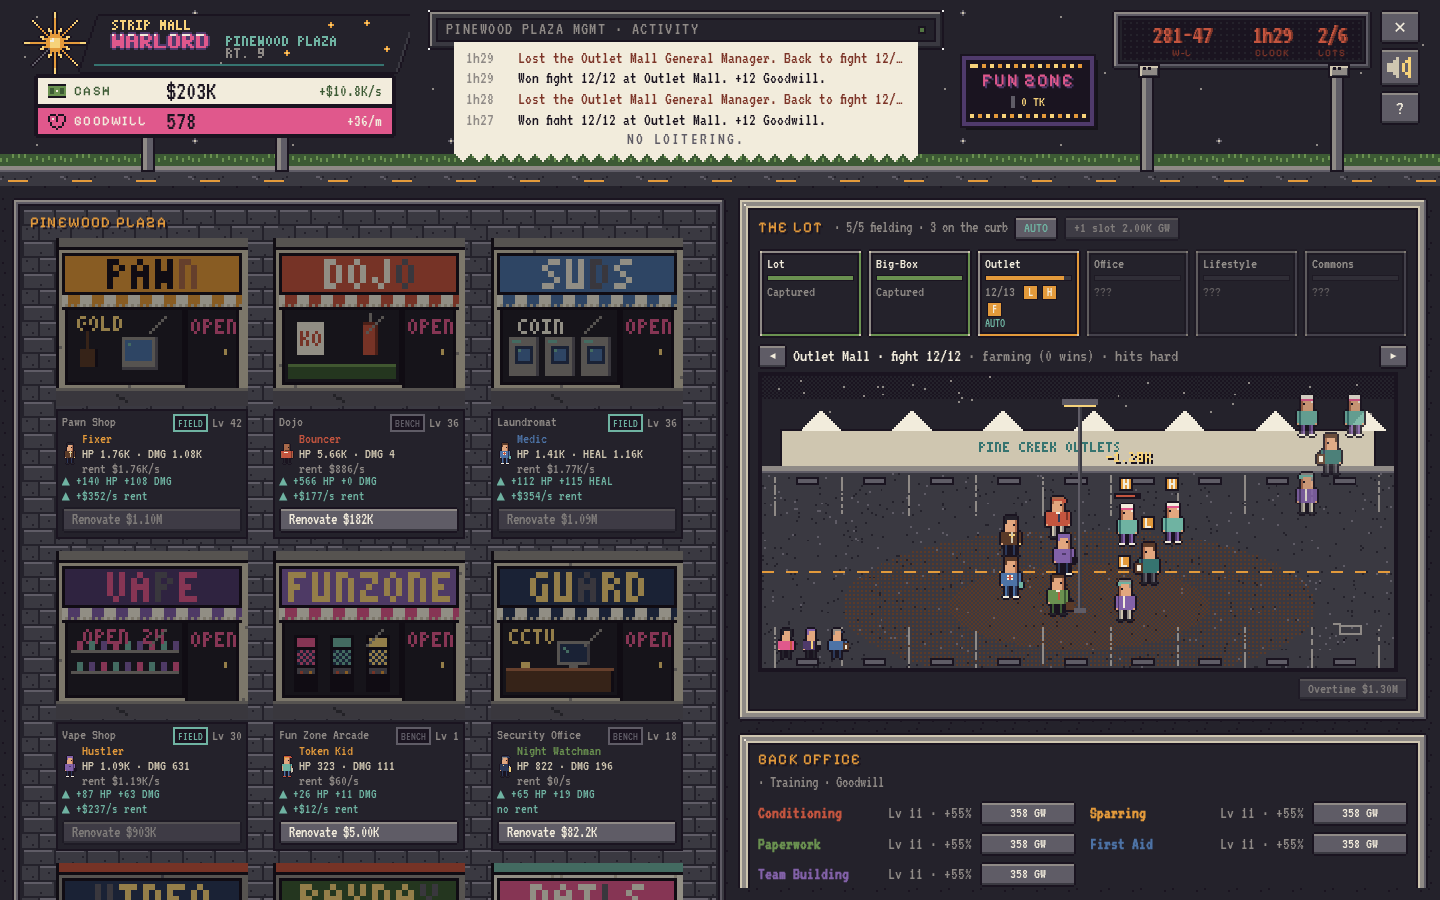 STRIP MALL
WARLORD
PINEWOOD PLAZA
RT. 9
CASH $203K +$10.8K/s
GOODWILL 578 +36/m
PINEWOOD PLAZA MGMT · ACTIVITY
1h29 Lost the Outlet Mall General Manager. Back to fight 12/…
1h29 Won fight 12/12 at Outlet Mall. +12 Goodwill.
1h28 Lost the Outlet Mall General Manager. Back to fight 12/…
1h27 Won fight 12/12 at Outlet Mall. +12 Goodwill.
NO LOITERING.
FUN ZONE
0 TK
281-47 1h29 2/6
W-L CLOCK LOTS
×
?
PINEWOOD PLAZA
PAWN
GOLD
OPEN
DOJO
KO
OPEN
SUDS
COIN
OPEN
Pawn Shop FIELD Lv 42
Fixer
HP 1.76K · DMG 1.08K
rent $1.76K/s
▲ +140 HP +108 DMG
▲ +$352/s rent
Renovate $1.10M
Dojo BENCH Lv 36
Bouncer
HP 5.66K · DMG 4
rent $886/s
▲ +566 HP +0 DMG
▲ +$177/s rent
Renovate $182K
Laundromat FIELD Lv 36
Medic
HP 1.41K · HEAL 1.16K
rent $1.77K/s
▲ +112 HP +115 HEAL
▲ +$354/s rent
Renovate $1.09M
VAPE
OPEN
FUNZONE
OPEN
GUARD
CCTV
OPEN
Vape Shop FIELD Lv 30
Hustler
HP 1.09K · DMG 631
rent $1.19K/s
▲ +87 HP +63 DMG
▲ +$237/s rent
Renovate $903K
Fun Zone Arcade BENCH Lv 1
Token Kid
HP 323 · DMG 111
rent $60/s
▲ +26 HP +11 DMG
▲ +$12/s rent
Renovate $5.00K
Security Office BENCH Lv 18
Night Watchman
HP 822 · DMG 196
rent $0/s
▲ +65 HP +19 DMG
no rent
Renovate $82.2K
THE LOT · 5/5 fielding · 3 on the curb AUTO +1 slot 2.00K GW
Lot
Captured
Big-Box
Captured
Outlet
12/13 L H
F
AUTO
Office
???
Lifestyle
???
Commons
???
◄ Outlet Mall · fight 12/12 · farming (0 wins) · hits hard ►
PINE CREEK OUTLETS
H H
L
L
Overtime $1.30M
BACK OFFICE
· Training · Goodwill
Conditioning Lv 11 · +55% 358 GW
Sparring Lv 11 · +55% 358 GW
Paperwork Lv 11 · +55% 358 GW
First Aid Lv 11 · +55% 358 GW
Team Building Lv 11 · +55% 358 GW